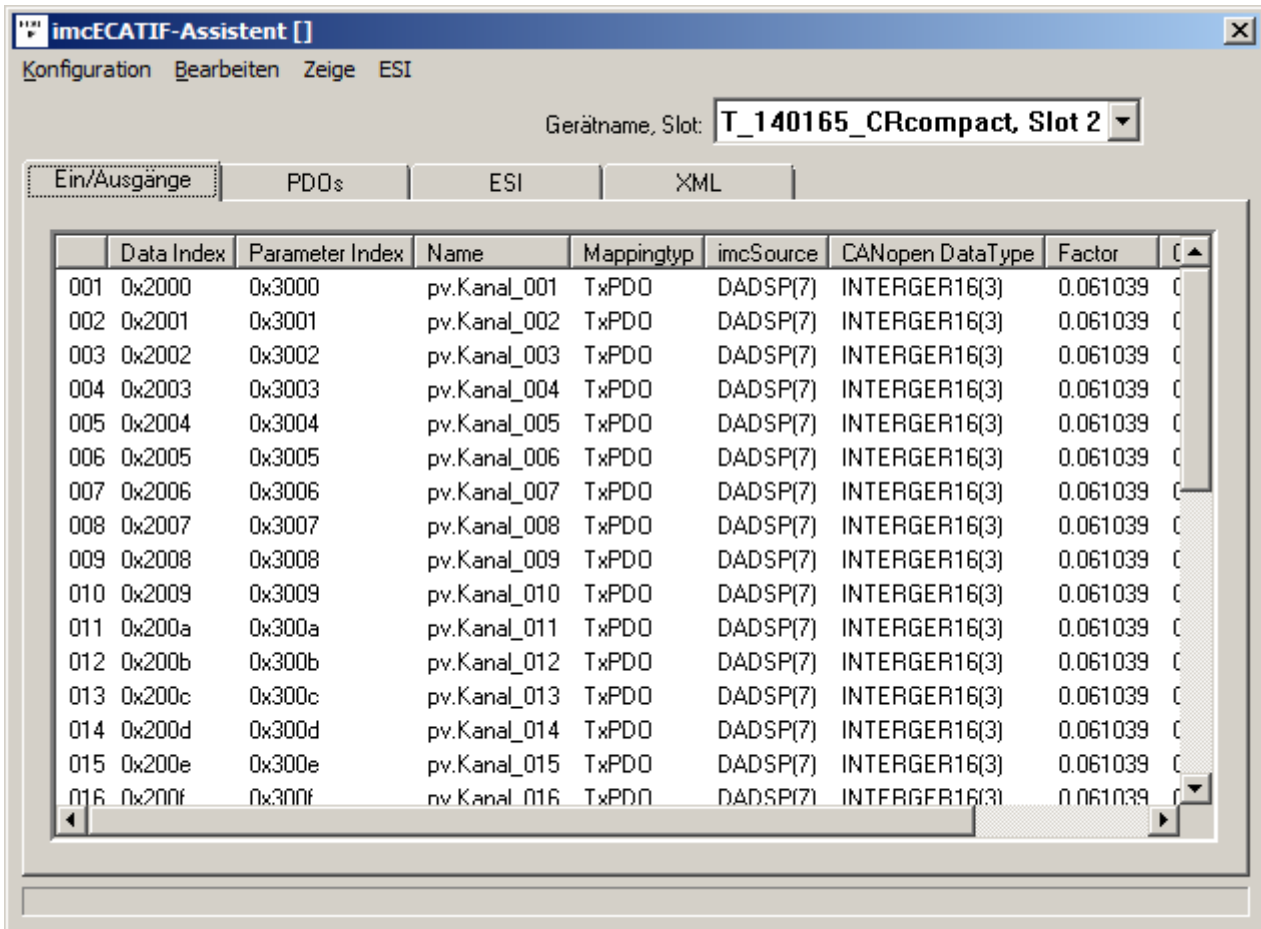 imcECATIF-Assistent []
Konfiguration Bearbeiten Zeige ESI
Gerätname, Slot: T_140165_CRcompact, Slot 2
Ein/Ausgänge PDOs ESI XML
Data Index Parameter Index Name Mappingtyp imcSource CANopen DataType Factor
001 0x2000 0x3000 pv.Kanal_001 TxPDO DADSP(7) INTERGER16(3) 0.061039
002 0x2001 0x3001 pv.Kanal_002 TxPDO DADSP(7) INTERGER16(3) 0.061039
003 0x2002 0x3002 pv.Kanal_003 TxPDO DADSP(7) INTERGER16(3) 0.061039
004 0x2003 0x3003 pv.Kanal_004 TxPDO DADSP(7) INTERGER16(3) 0.061039
005 0x2004 0x3004 pv.Kanal_005 TxPDO DADSP(7) INTERGER16(3) 0.061039
006 0x2005 0x3005 pv.Kanal_006 TxPDO DADSP(7) INTERGER16(3) 0.061039
007 0x2006 0x3006 pv.Kanal_007 TxPDO DADSP(7) INTERGER16(3) 0.061039
008 0x2007 0x3007 pv.Kanal_008 TxPDO DADSP(7) INTERGER16(3) 0.061039
009 0x2008 0x3008 pv.Kanal_009 TxPDO DADSP(7) INTERGER16(3) 0.061039
010 0x2009 0x3009 pv.Kanal_010 TxPDO DADSP(7) INTERGER16(3) 0.061039
011 0x200a 0x300a pv.Kanal_011 TxPDO DADSP(7) INTERGER16(3) 0.061039
012 0x200b 0x300b pv.Kanal_012 TxPDO DADSP(7) INTERGER16(3) 0.061039
013 0x200c 0x300c pv.Kanal_013 TxPDO DADSP(7) INTERGER16(3) 0.061039
014 0x200d 0x300d pv.Kanal_014 TxPDO DADSP(7) INTERGER16(3) 0.061039
015 0x200e 0x300e pv.Kanal_015 TxPDO DADSP(7) INTERGER16(3) 0.061039
016 0x200f 0x300f pv.Kanal_016 TxPDO DADSP(7) INTERGER16(3) 0.061039